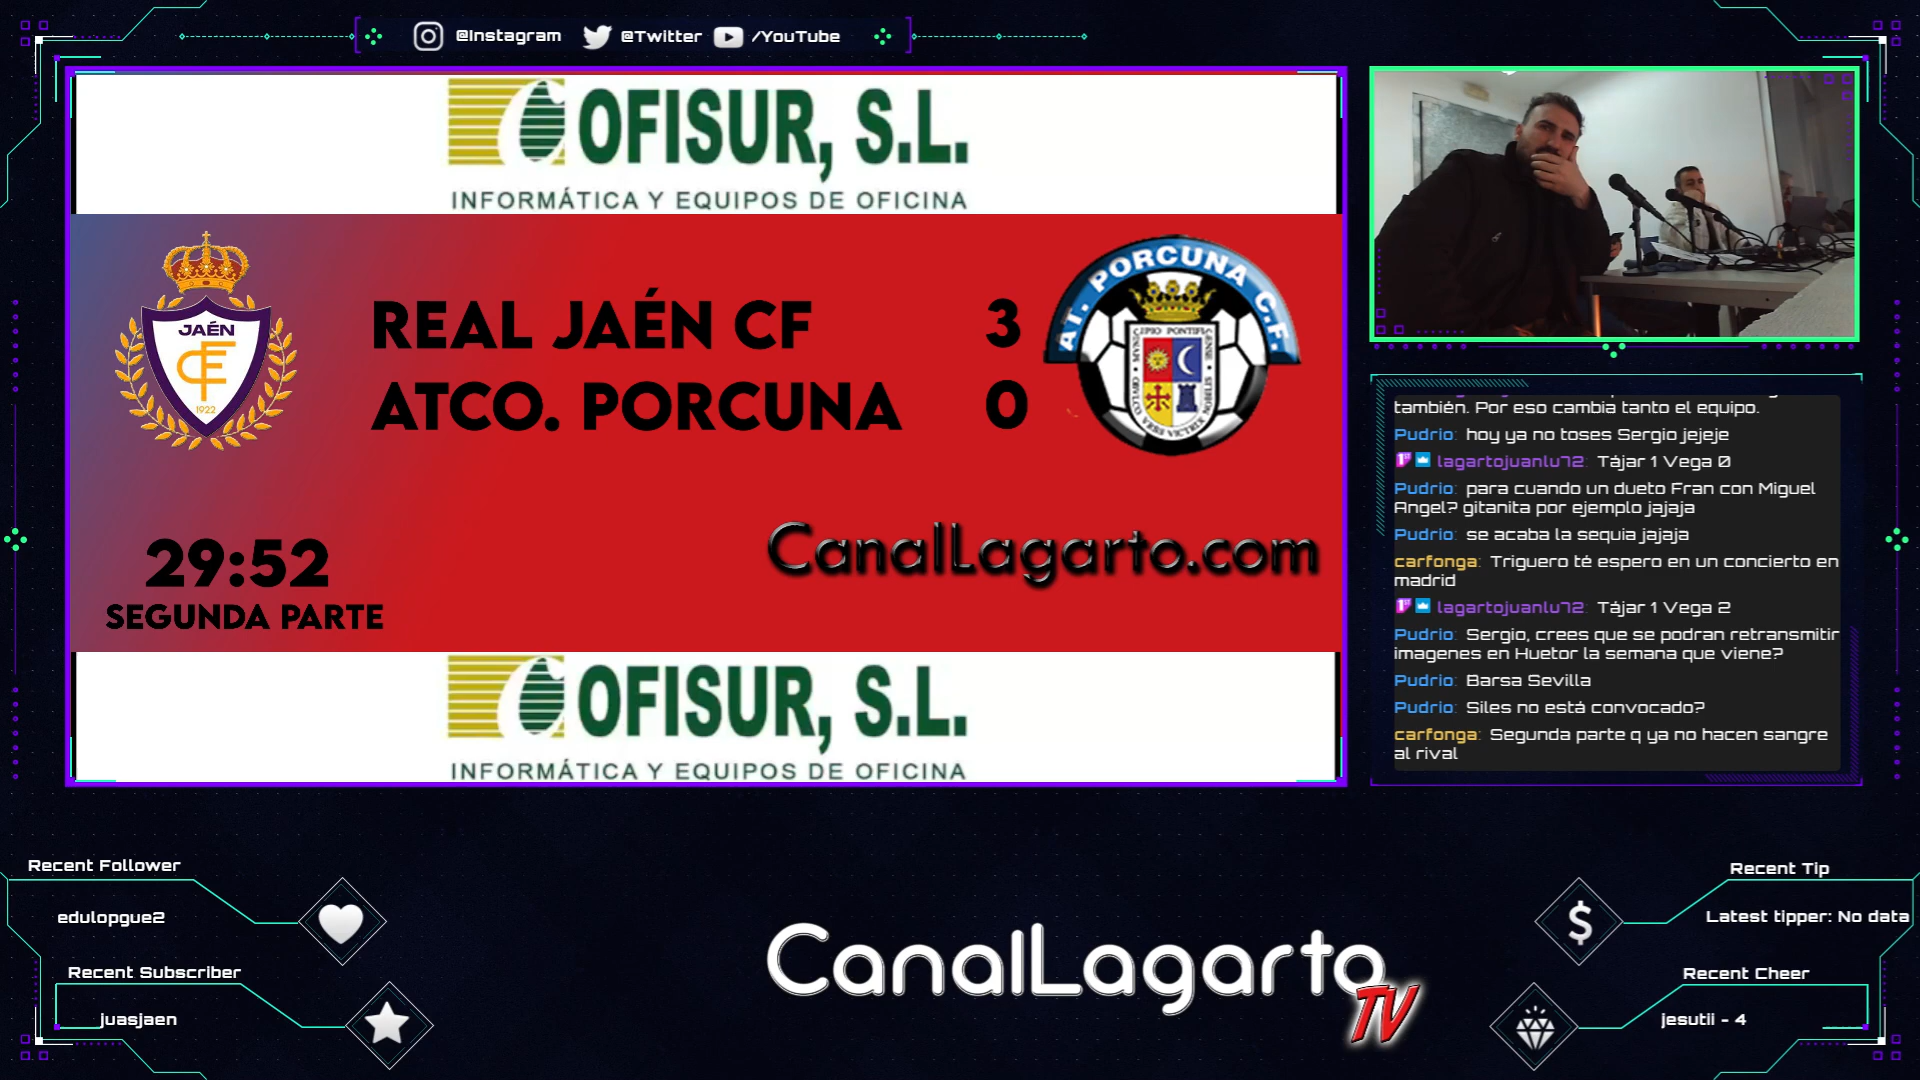 @Instagram @Twitter /YouTube
OFISUR, S.L.
INFORMÁTICA Y EQUIPOS DE OFICINA
JAÉN
CF
1922
REAL JAÉN CF 3
ATCO. PORCUNA 0
AT. PORCUNA C.F.
29:52
SEGUNDA PARTE
CanalLagarto.com
OFISUR, S.L.
INFORMÁTICA Y EQUIPOS DE OFICINA
también. Por eso cambia tanto el equipo.
Pudrio: hoy ya no toses Sergio jejeje
lagartojuanlu72: Tájar 1 Vega 0
Pudrio: para cuando un dueto Fran con Miguel
Angel? gitanita por ejemplo jajaja
Pudrio: se acaba la sequia jajaja
carfonga: Triguero té espero en un concierto en
madrid
lagartojuanlu72: Tájar 1 Vega 2
Pudrio: Sergio, crees que se podran retransmitir
imagenes en Huetor la semana que viene?
Pudrio: Barsa Sevilla
Pudrio: Siles no está convocado?
carfonga: Segunda parte q ya no hacen sangre
al rival
Recent Follower
edulopgue2
Recent Subscriber
juasjaen
CanalLagarto
TV
Recent Tip
$
Latest tipper: No data
Recent Cheer
jesutii - 4